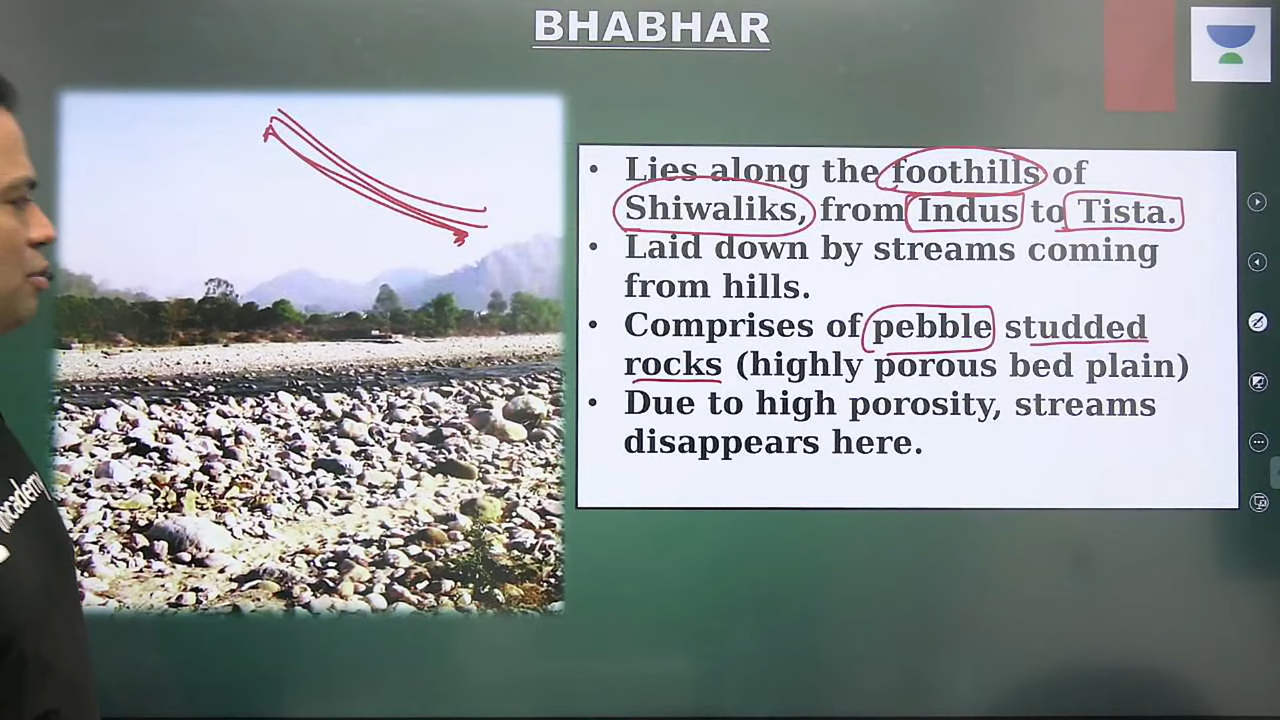 BHABHAR
• Lies along the foothills of
Shiwaliks, from Indus to Tista.
• Laid down by streams coming
from hills.
• Comprises of pebble studded
rocks (highly porous bed plain)
• Due to high porosity, streams
disappears here.